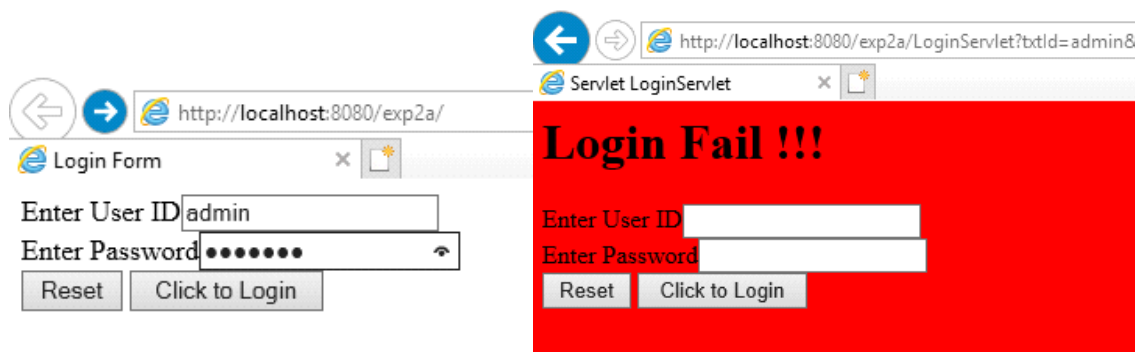 http://localhost:8080/exp2a/
Login Form
Enter User ID admin
Enter Password •••••••
Reset Click to Login
http://localhost:8080/exp2a/LoginServlet?txtId=admin&
Servlet LoginServlet
Login Fail !!!
Enter User ID
Enter Password
Reset Click to Login